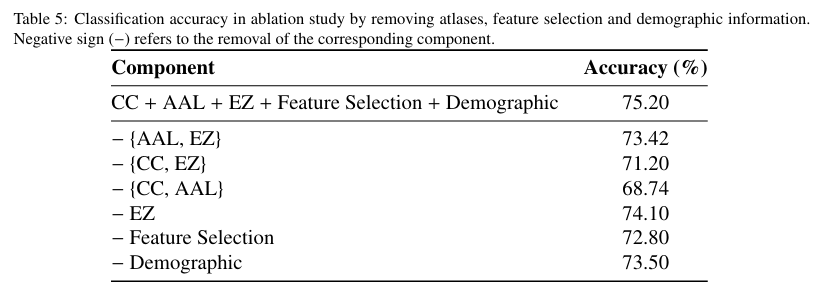 Table 5: Classification accuracy in ablation study by removing atlases, feature selection and demographic information.
Negative sign (−) refers to the removal of the corresponding component.
Component Accuracy (%)
CC + AAL + EZ + Feature Selection + Demographic 75.20
− {AAL, EZ} 73.42
− {CC, EZ} 71.20
− {CC, AAL} 68.74
− EZ 74.10
− Feature Selection 72.80
− Demographic 73.50